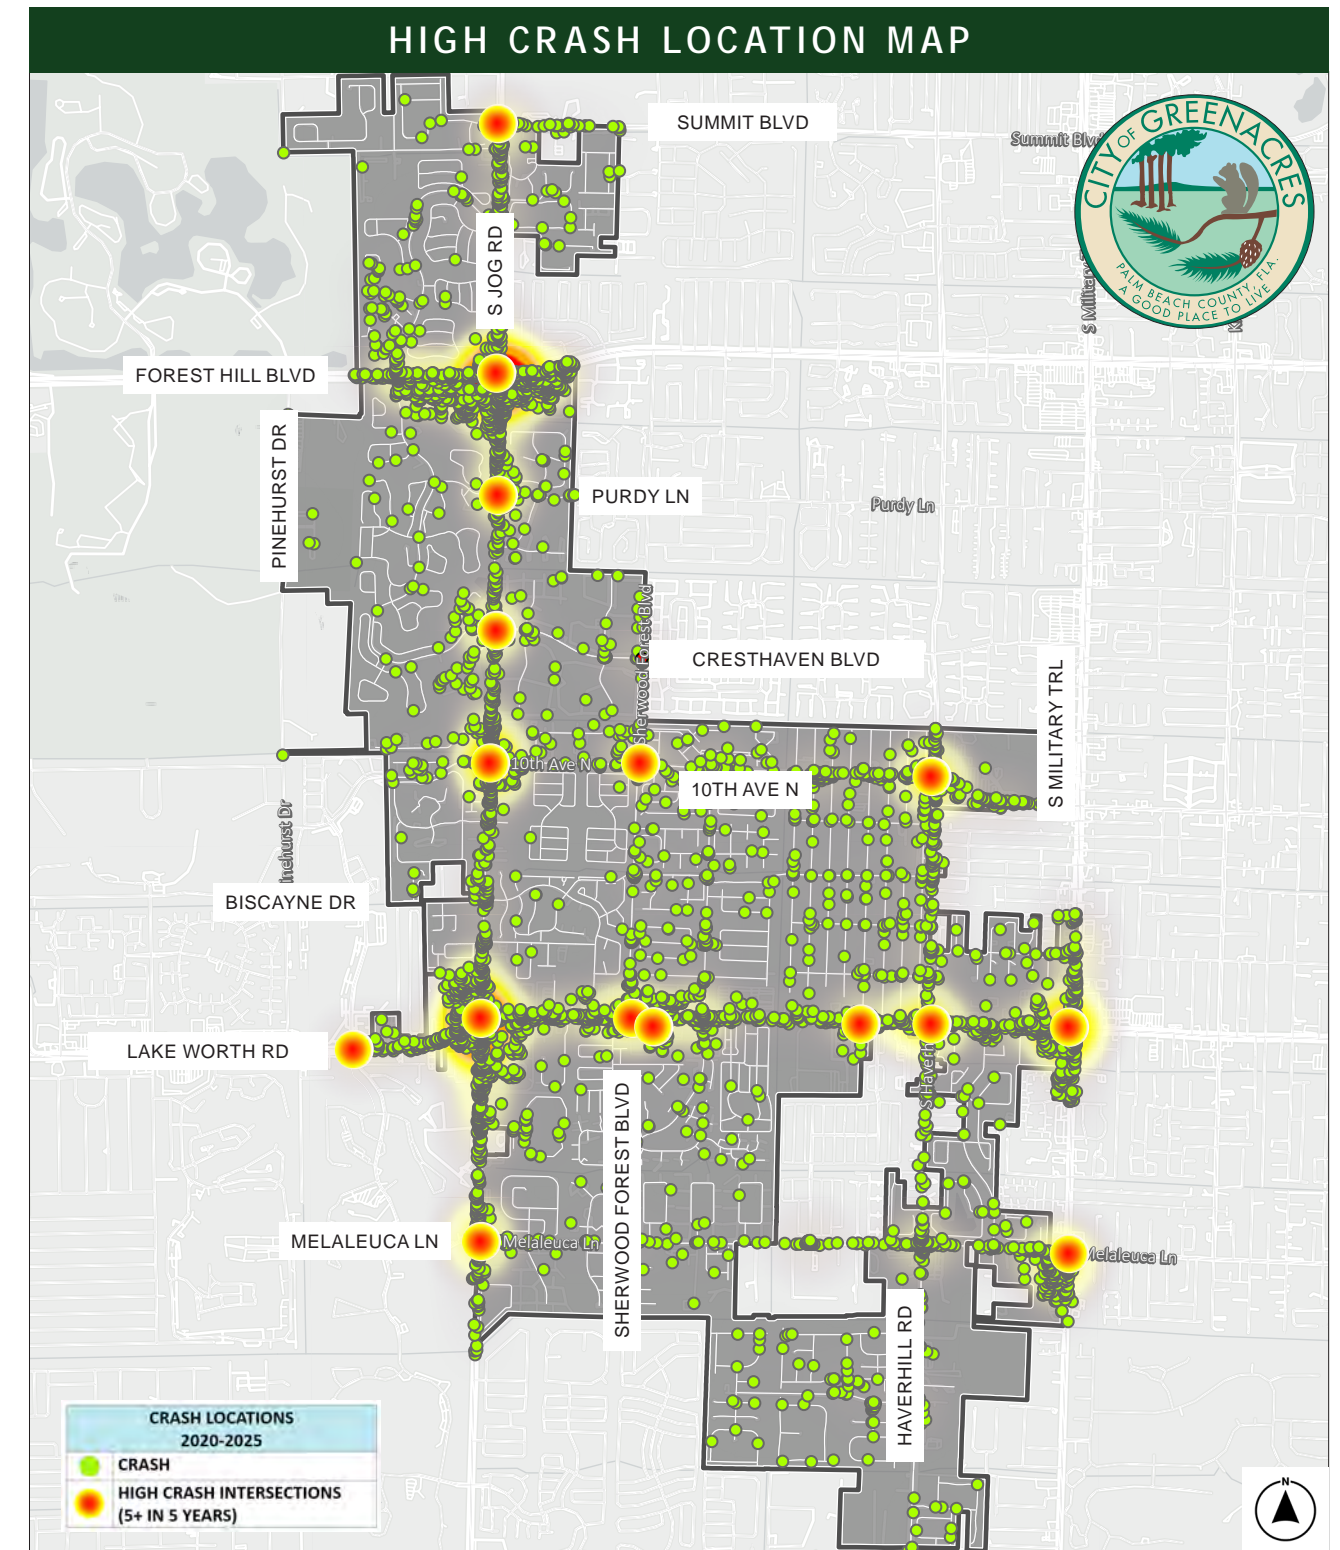 HIGH CRASH LOCATION MAP
SUMMIT BLVD
Summit Blvd
CITY OF GREENACRES
PALM BEACH COUNTY, FLA.
A GOOD PLACE TO LIVE
S JOG RD
S Military
FOREST HILL BLVD
PINEHURST DR
PURDY LN
Purdy Ln
Sherwood Forest Blvd
CRESTHAVEN BLVD
S MILITARY TRL
10th Ave N
10TH AVE N
inehurst Dr
BISCAYNE DR
LAKE WORTH RD
S Haverh
SHERWOOD FOREST BLVD
MELALEUCA LN
Melaleuca Ln
Melaleuca Ln
HAVERHILL RD
CRASH LOCATIONS
2020-2025
CRASH
HIGH CRASH INTERSECTIONS
(5+ IN 5 YEARS)
N